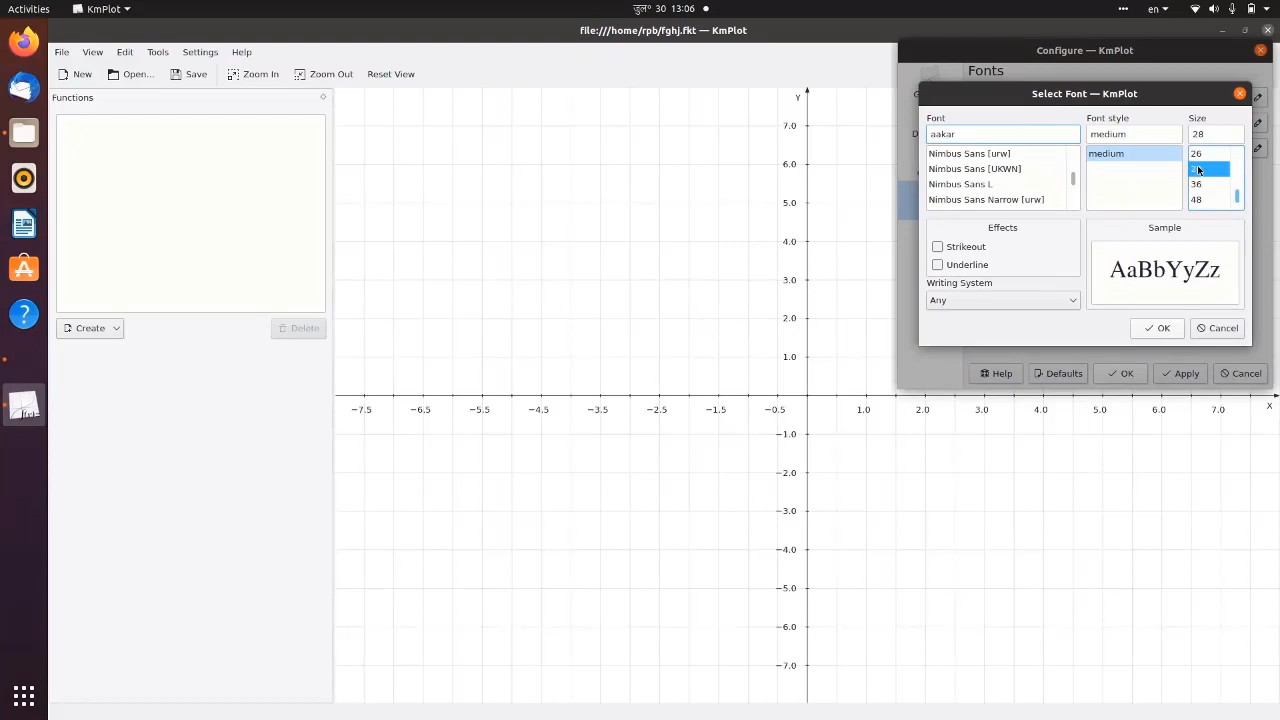 Activities
KmPlot
जुल॰ 30 13:06
en
file:///home/rpb/fghj.fkt — KmPlot
File View Edit Tools Settings Help
New Open... Save Zoom In Zoom Out Reset View
Functions
Create
Delete
Y
7.0
6.0
5.0
4.0
3.0
2.0
1.0
−7.5 −6.5 −5.5 −4.5 −3.5 −2.5 −1.5 −0.5 1.0 2.0 3.0 4.0 5.0 6.0 7.0 X
−1.0
−2.0
−3.0
−4.0
−5.0
−6.0
−7.0
Configure — KmPlot
Fonts
Select Font — KmPlot
Font Font style Size
aakar medium 28
Nimbus Sans [urw] medium 26
Nimbus Sans [UKWN]
Nimbus Sans L 36
Nimbus Sans Narrow [urw] 48
Effects Sample
Strikeout
Underline
AaBbYyZz
Writing System
Any
OK Cancel
Help Defaults OK Apply Cancel